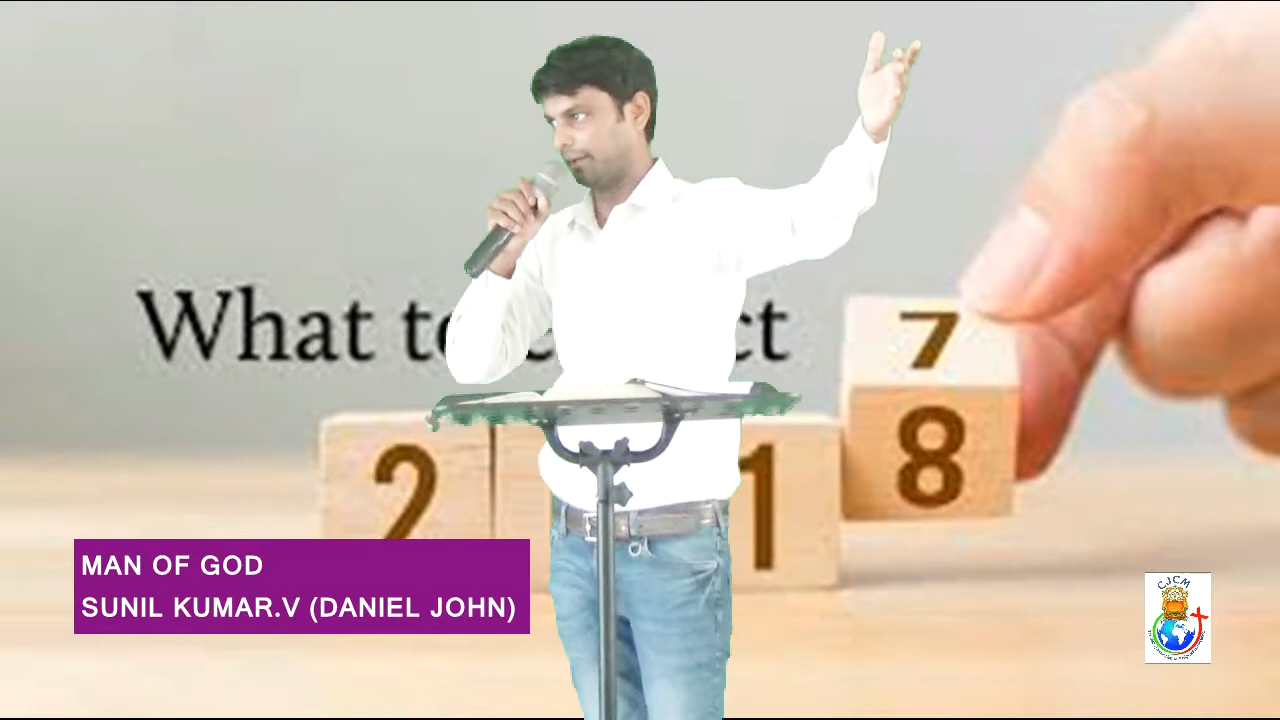 What
ct
7
2
1
8
MAN OF GOD
SUNIL KUMAR.V (DANIEL JOHN)
CJCM